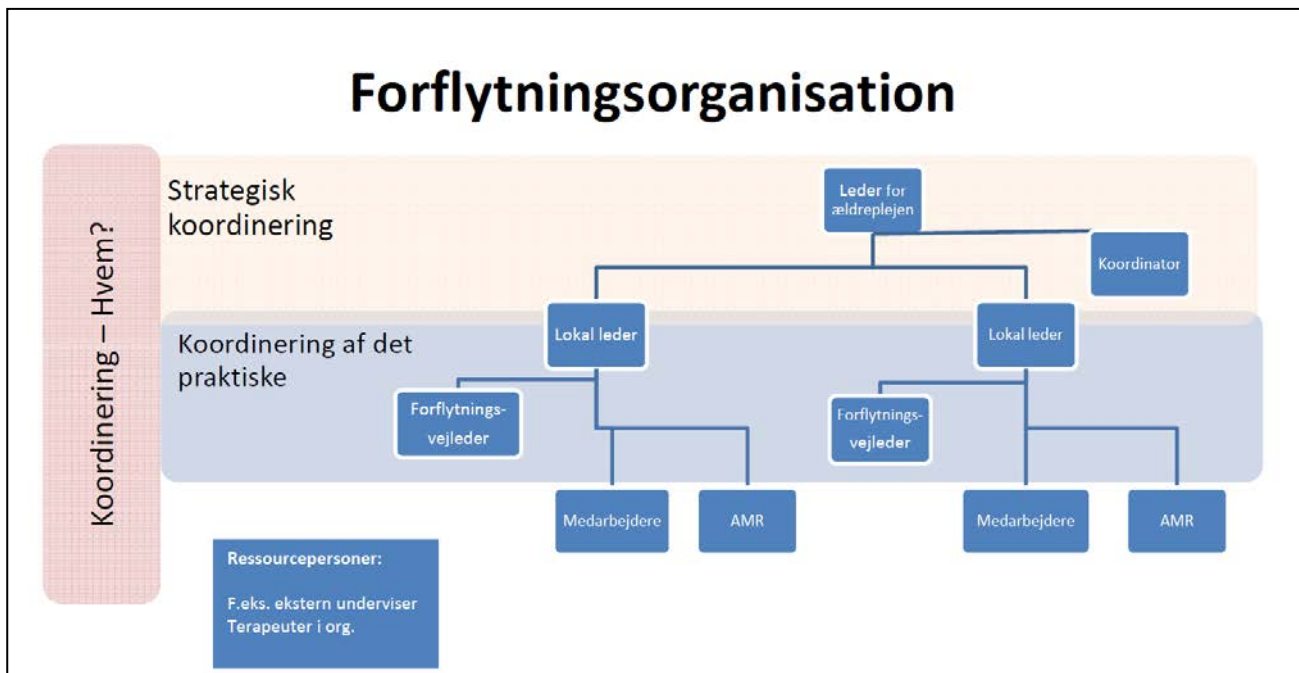 Forflytningsorganisation
Koordinering – Hvem?
Strategisk
koordinering
Leder for
ældreplejen
Koordinator
Koordinering af det
praktiske
Lokal leder
Lokal leder
Forflytnings-
vejleder
Forflytnings-
vejleder
Medarbejdere
AMR
Medarbejdere
AMR
Ressourcepersoner:
F.eks. ekstern underviser
Terapeuter i org.